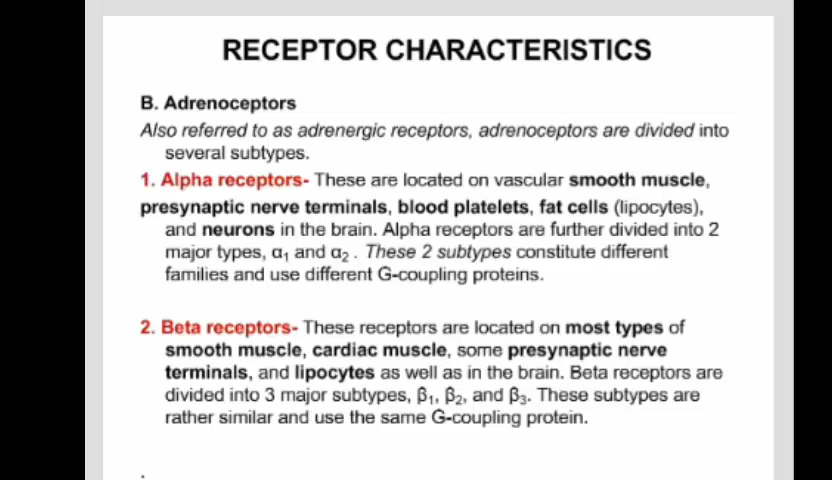 RECEPTOR CHARACTERISTICS
B. Adrenoceptors
Also referred to as adrenergic receptors, adrenoceptors are divided into
several subtypes.
1. Alpha receptors- These are located on vascular smooth muscle,
presynaptic nerve terminals, blood platelets, fat cells (lipocytes),
and neurons in the brain. Alpha receptors are further divided into 2
major types, α₁ and α₂ . These 2 subtypes constitute different
families and use different G-coupling proteins.
2. Beta receptors- These receptors are located on most types of
smooth muscle, cardiac muscle, some presynaptic nerve
terminals, and lipocytes as well as in the brain. Beta receptors are
divided into 3 major subtypes, β₁, β₂, and β₃. These subtypes are
rather similar and use the same G-coupling protein.
.